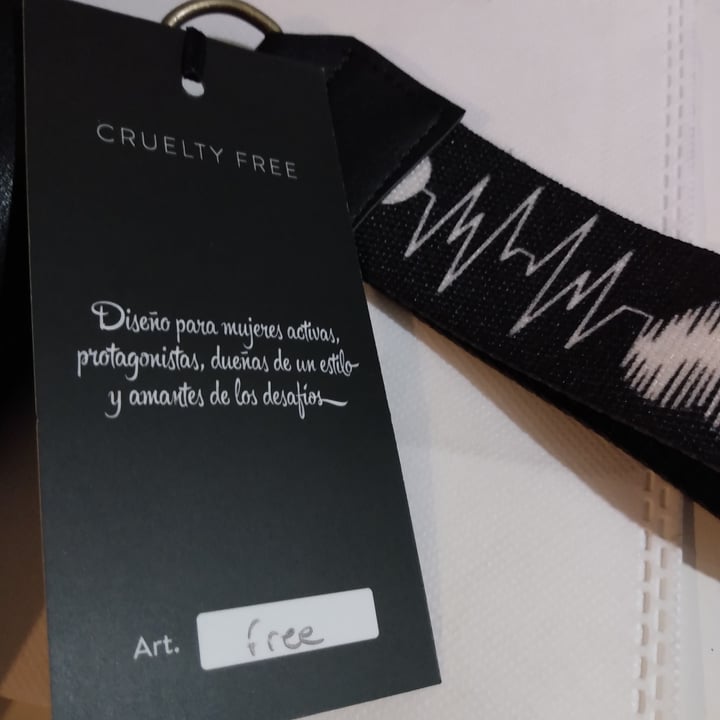 CRUELTY FREE
Diseño para mujeres activas,
protagonistas, dueñas de un estilo
y amantes de los desafíos
Art. free